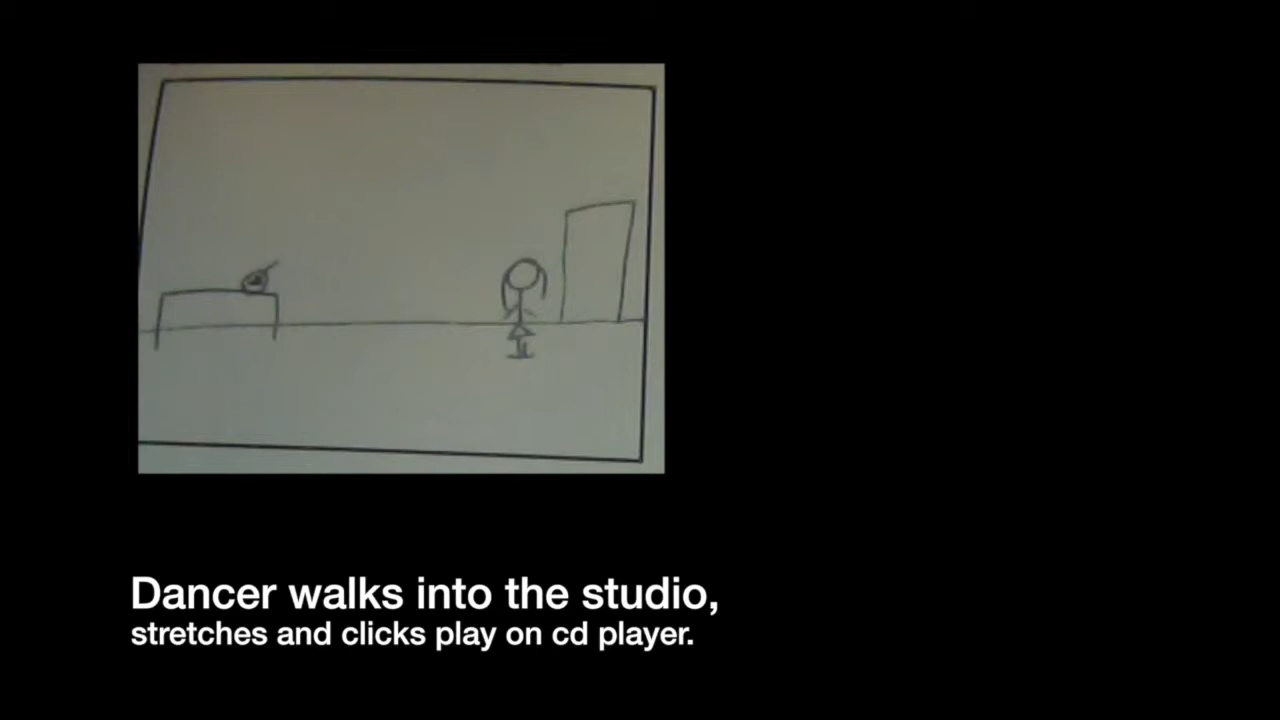 Dancer walks into the studio,
stretches and clicks play on cd player.